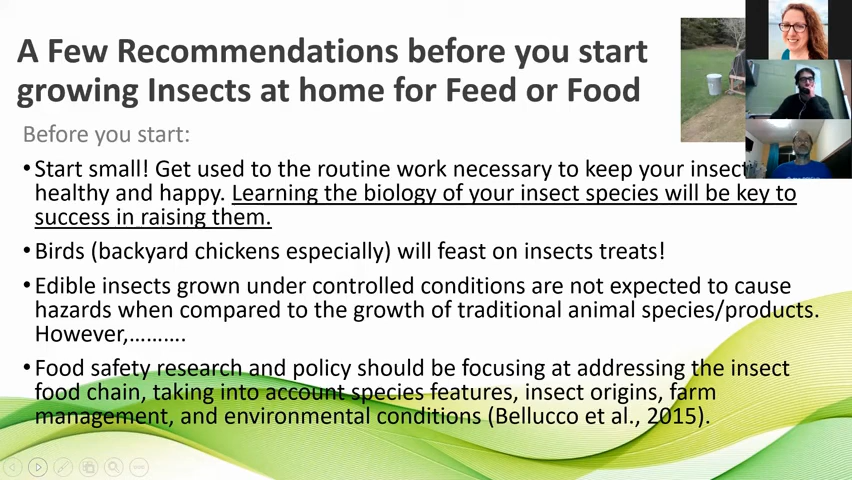 A Few Recommendations before you start
growing Insects at home for Feed or Food
Before you start:
•Start small! Get used to the routine work necessary to keep your insect
healthy and happy. Learning the biology of your insect species will be key to
success in raising them.
•Birds (backyard chickens especially) will feast on insects treats!
•Edible insects grown under controlled conditions are not expected to cause
hazards when compared to the growth of traditional animal species/products.
However,……….
•Food safety research and policy should be focusing at addressing the insect
food chain, taking into account species features, insect origins, farm
management, and environmental conditions (Bellucco et al., 2015).